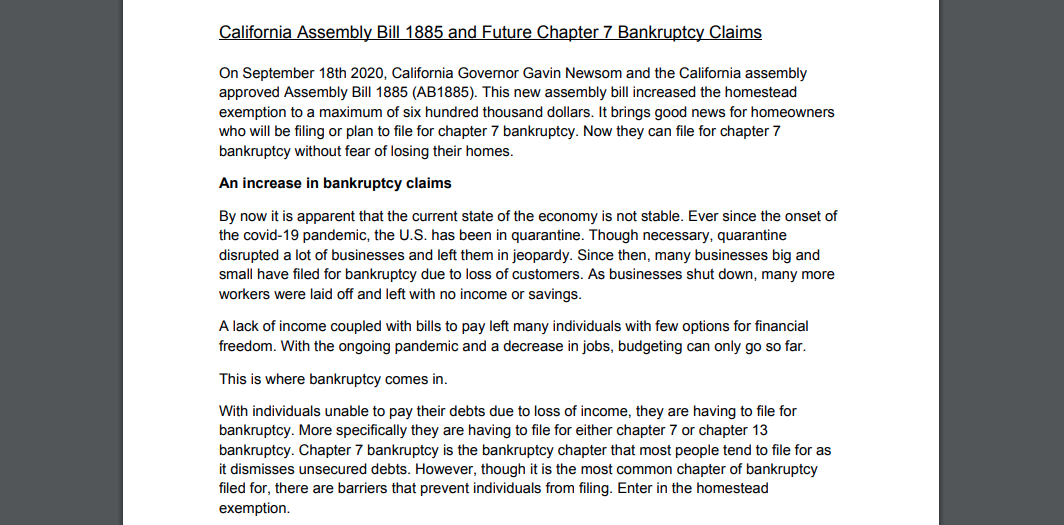 California Assembly Bill 1885 and Future Chapter 7 Bankruptcy Claims
On September 18th 2020, California Governor Gavin Newsom and the California assembly
approved Assembly Bill 1885 (AB1885). This new assembly bill increased the homestead
exemption to a maximum of six hundred thousand dollars. It brings good news for homeowners
who will be filing or plan to file for chapter 7 bankruptcy. Now they can file for chapter 7
bankruptcy without fear of losing their homes.
An increase in bankruptcy claims
By now it is apparent that the current state of the economy is not stable. Ever since the onset of
the covid-19 pandemic, the U.S. has been in quarantine. Though necessary, quarantine
disrupted a lot of businesses and left them in jeopardy. Since then, many businesses big and
small have filed for bankruptcy due to loss of customers. As businesses shut down, many more
workers were laid off and left with no income or savings.
A lack of income coupled with bills to pay left many individuals with few options for financial
freedom. With the ongoing pandemic and a decrease in jobs, budgeting can only go so far.
This is where bankruptcy comes in.
With individuals unable to pay their debts due to loss of income, they are having to file for
bankruptcy. More specifically they are having to file for either chapter 7 or chapter 13
bankruptcy. Chapter 7 bankruptcy is the bankruptcy chapter that most people tend to file for as
it dismisses unsecured debts. However, though it is the most common chapter of bankruptcy
filed for, there are barriers that prevent individuals from filing. Enter in the homestead
exemption.